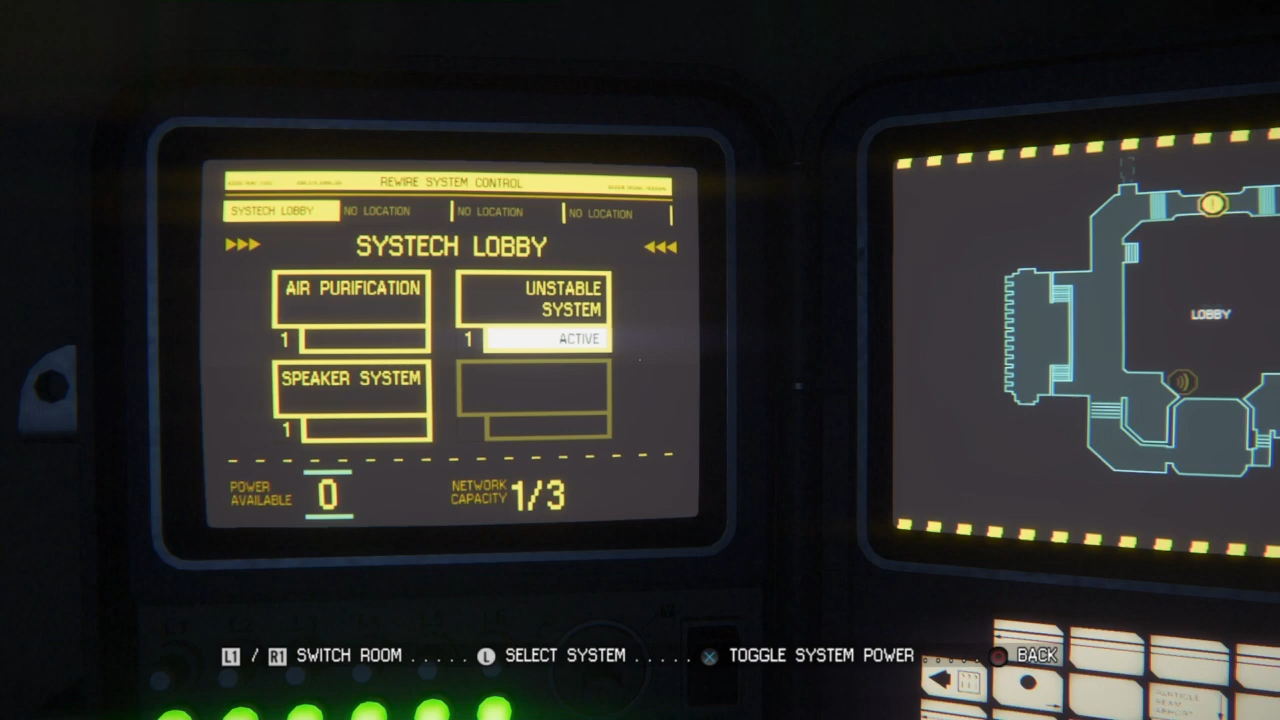 REWIRE SYSTEM CONTROL
SYSTECH LOBBY NO LOCATION NO LOCATION NO LOCATION
SYSTECH LOBBY
AIR PURIFICATION
1
UNSTABLE
SYSTEM
1 ACTIVE
SPEAKER SYSTEM
1
POWER
AVAILABLE
0
NETWORK
CAPACITY
1/3
LOBBY
L1 / R1 SWITCH ROOM ..... L SELECT SYSTEM ..... TOGGLE SYSTEM POWER ..... BACK